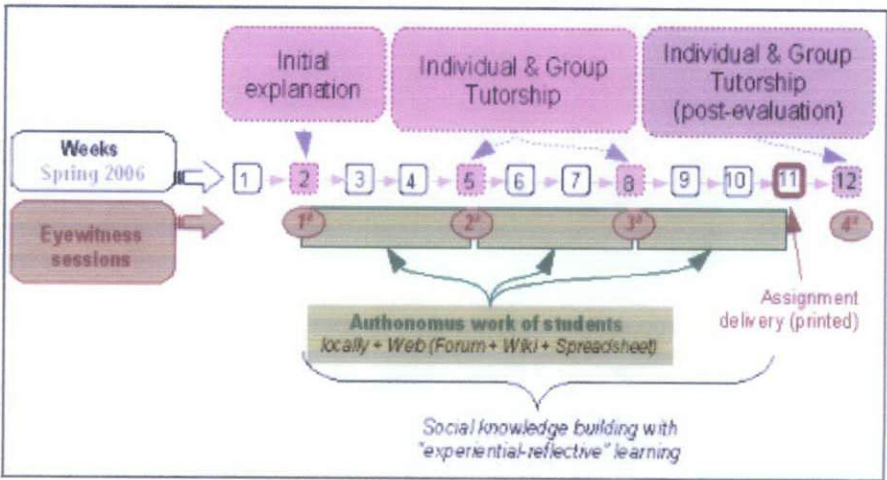 Initial
explanation
Individual & Group
Tutorship
Individual & Group
Tutorship
(post-evaluation)
Weeks
Spring 2006
1 2 3 4 5 6 7 8 9 10 11 12
Eyewitness
sessions
1ª 2ª 3ª 4ª
Assignment
delivery (printed)
Authonomus work of students
locally + Web (Forum + Wiki + Spreadsheet)
Social knowledge building with
"experiential-reflective" learning